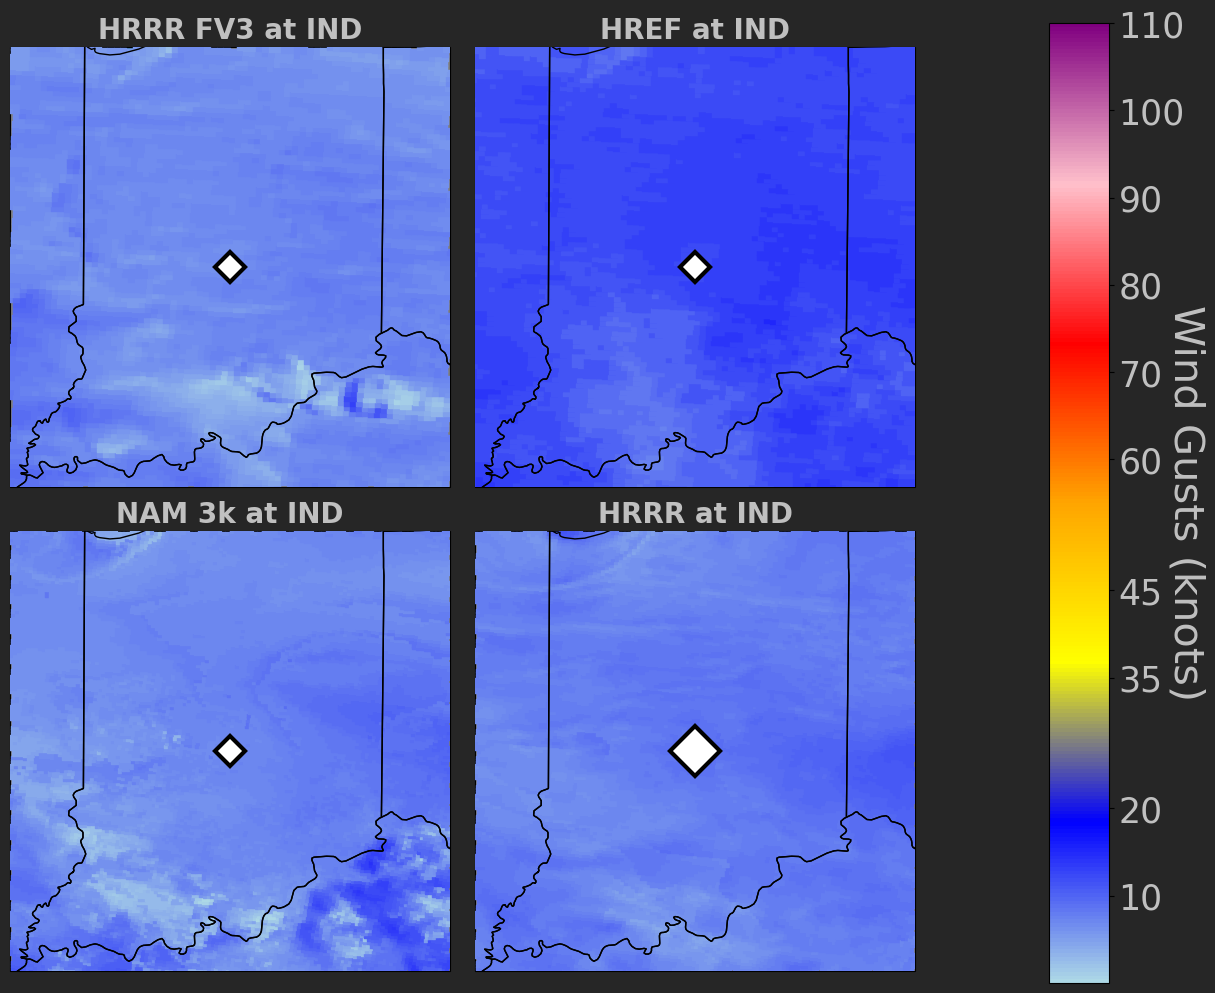 HRRR FV3 at IND
HREF at IND
NAM 3k at IND
HRRR at IND
110
100
90
80
70
60
45
35
20
10
Wind Gusts (knots)